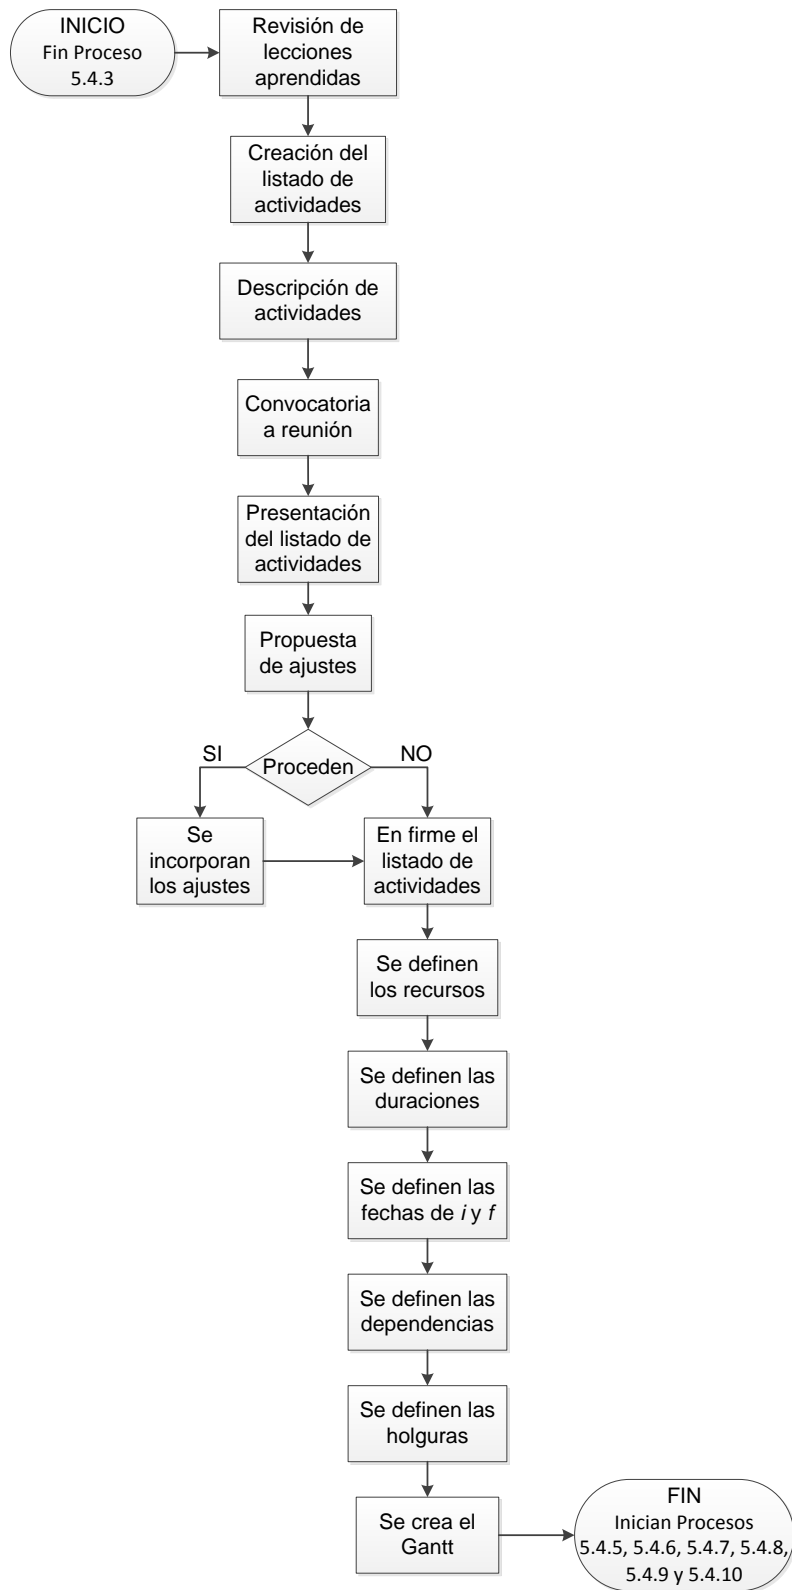 INICIO
Fin Proceso
5.4.3
Revisión de
lecciones
aprendidas
Creación del
listado de
actividades
Descripción de
actividades
Convocatoria
a reunión
Presentación
del listado de
actividades
Propuesta
de ajustes
SI
Proceden
NO
Se
incorporan
los ajustes
En firme el
listado de
actividades
Se definen
los recursos
Se definen las
duraciones
Se definen las
fechas de i y f
Se definen las
dependencias
Se definen las
holguras
Se crea el
Gantt
FIN
Inician Procesos
5.4.5, 5.4.6, 5.4.7, 5.4.8,
5.4.9 y 5.4.10